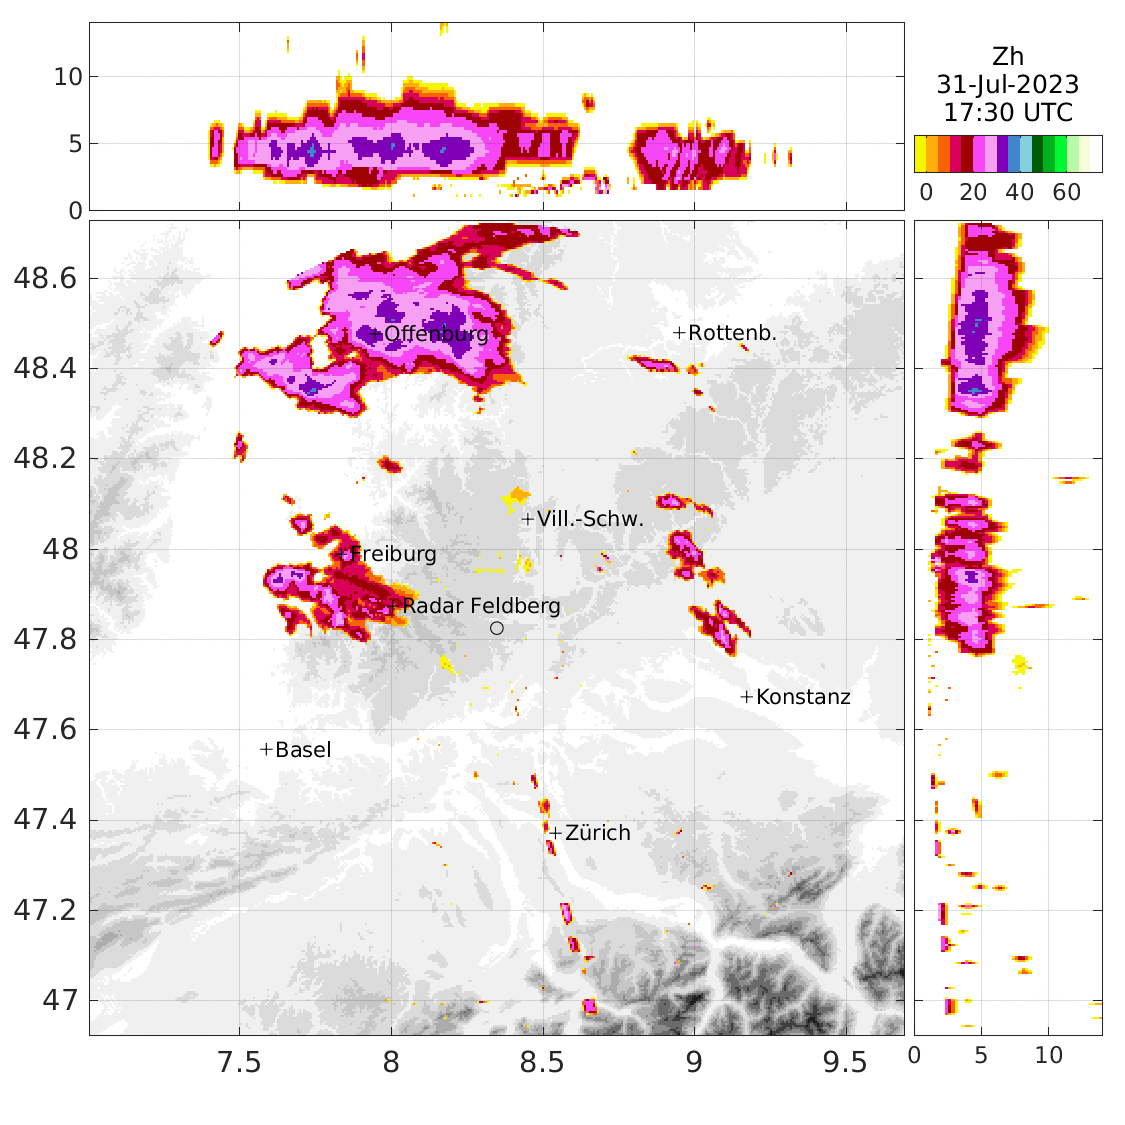 10
5
0
Zh
31-Jul-2023
17:30 UTC
0 20 40 60
48.6
48.4
48.2
48
47.8
47.6
47.4
47.2
47
Offenburg
Rottenb.
Vill.-Schw.
Freiburg
Radar Feldberg
Konstanz
Basel
Zürich
7.5 8 8.5 9 9.5
0 5 10